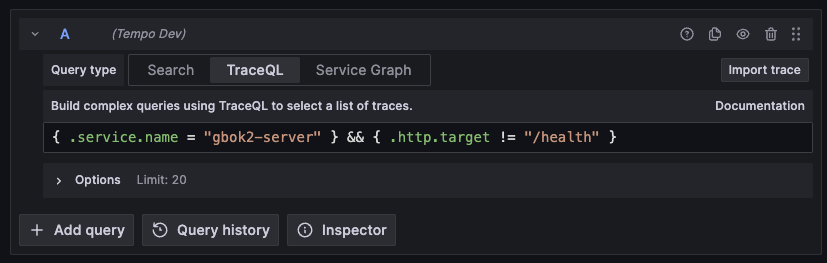 A (Tempo Dev)
Query type Search TraceQL Service Graph Import trace
Build complex queries using TraceQL to select a list of traces. Documentation
{ .service.name = "gbok2-server" } && { .http.target != "/health" }
Options Limit: 20
+ Add query Query history Inspector